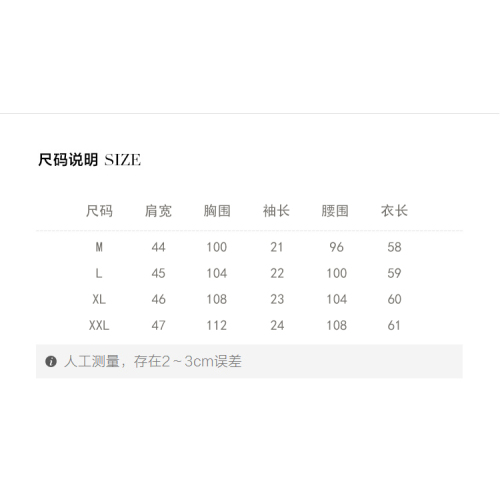 尺码说明 SIZE
尺码 肩宽 胸围 袖长 腰围 衣长
M 44 100 21 96 58
L 45 104 22 100 59
XL 46 108 23 104 60
XXL 47 112 24 108 61
i 人工测量，存在2～3cm误差